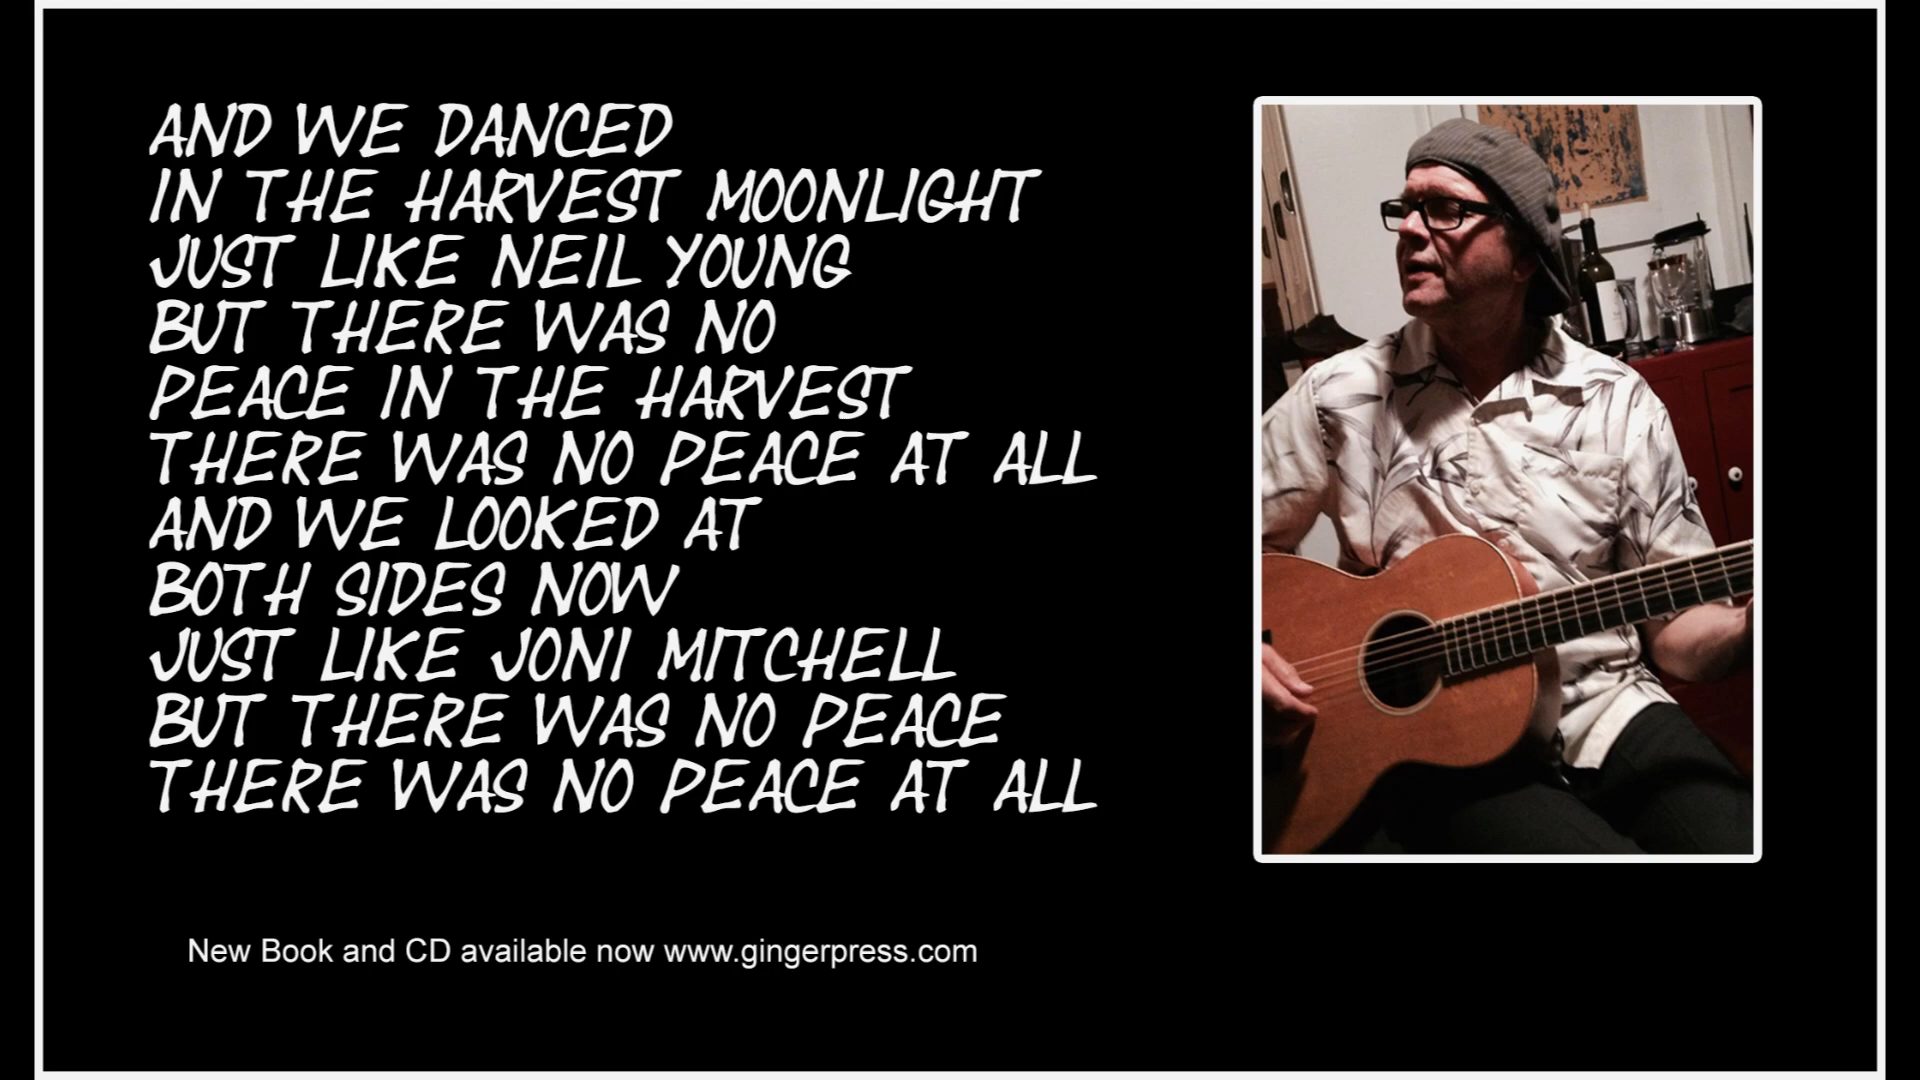 AND WE DANCED
IN THE HARVEST MOONLIGHT
JUST LIKE NEIL YOUNG
BUT THERE WAS NO
PEACE IN THE HARVEST
THERE WAS NO PEACE AT ALL
AND WE LOOKED AT
BOTH SIDES NOW
JUST LIKE JONI MITCHELL
BUT THERE WAS NO PEACE
THERE WAS NO PEACE AT ALL
New Book and CD available now www.gingerpress.com